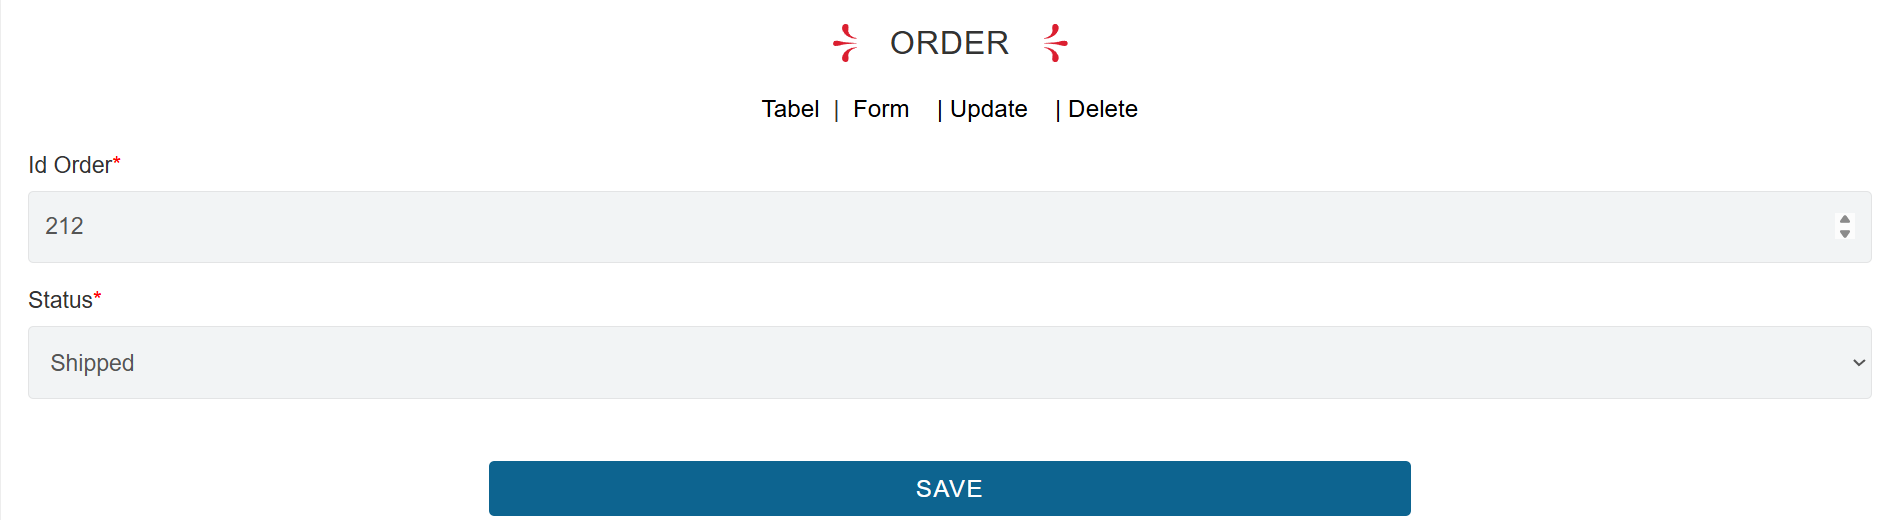 ORDER
Tabel | Form | Update | Delete
Id Order*
212
Status*
Shipped
SAVE